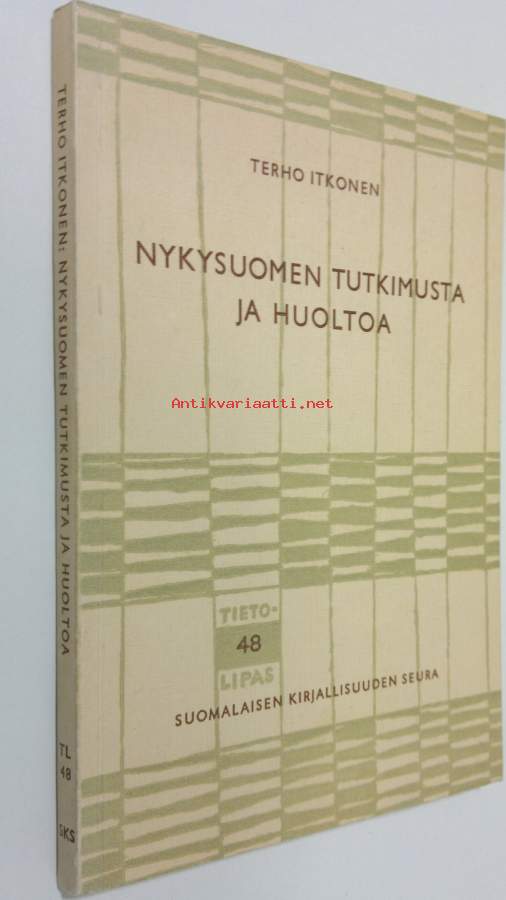 TERHO ITKONEN
NYKYSUOMEN TUTKIMUSTA
JA HUOLTOA
Antikvariaatti.net
TIETO-
48
LIPAS
SUOMALAISEN KIRJALLISUUDEN SEURA
TERHO ITKONEN: NYKYSUOMEN TUTKIMUSTA JA HUOLTOA
TL
48
SKS